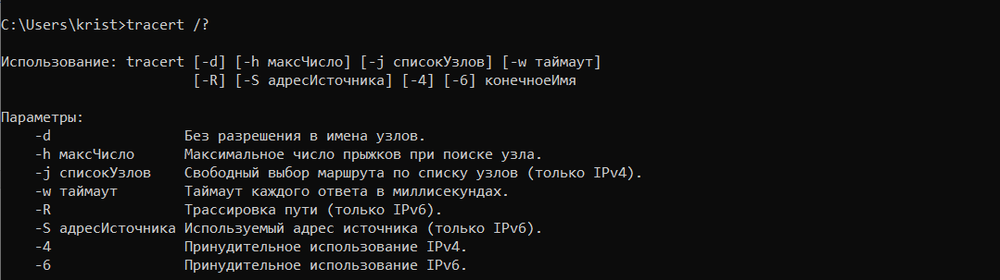 C:\Users\krist>tracert /?
Использование: tracert [-d] [-h максЧисло] [-j списокУзлов] [-w таймаут]
[-R] [-S адресИсточника] [-4] [-6] конечноеИмя
Параметры:
-d Без разрешения в имена узлов.
-h максЧисло Максимальное число прыжков при поиске узла.
-j списокУзлов Свободный выбор маршрута по списку узлов (только IPv4).
-w таймаут Таймаут каждого ответа в миллисекундах.
-R Трассировка пути (только IPv6).
-S адресИсточника Используемый адрес источника (только IPv6).
-4 Принудительное использование IPv4.
-6 Принудительное использование IPv6.